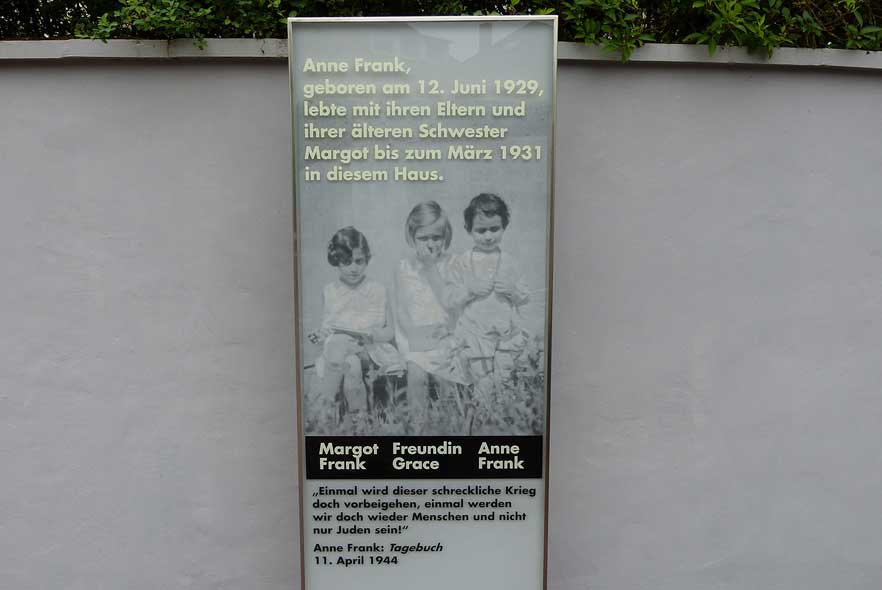 Anne Frank,
geboren am 12. Juni 1929,
lebte mit ihren Eltern und
ihrer älteren Schwester
Margot bis zum März 1931
in diesem Haus.
Margot Freundin Anne
Frank Grace Frank
„Einmal wird dieser schreckliche Krieg
doch vorbeigehen, einmal werden
wir doch wieder Menschen und nicht
nur Juden sein!“
Anne Frank: Tagebuch
11. April 1944